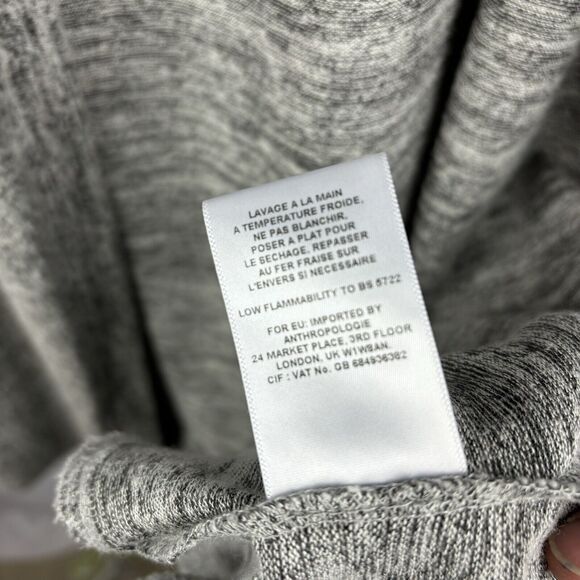 LAVAGE A LA MAIN
A TEMPERATURE FROIDE,
NE PAS BLANCHIR.
POSER A PLAT POUR
LE SECHAGE, REPASSER
AU FER FRAISE SUR
L'ENVERS SI NECESSAIRE
LOW FLAMMABILITY TO BS 5722
FOR EU: IMPORTED BY
ANTHROPOLOGIE
24 MARKET PLACE, 3RD FLOOR
LONDON, UK W1W8AN.
CIF : VAT No. GB 684936382